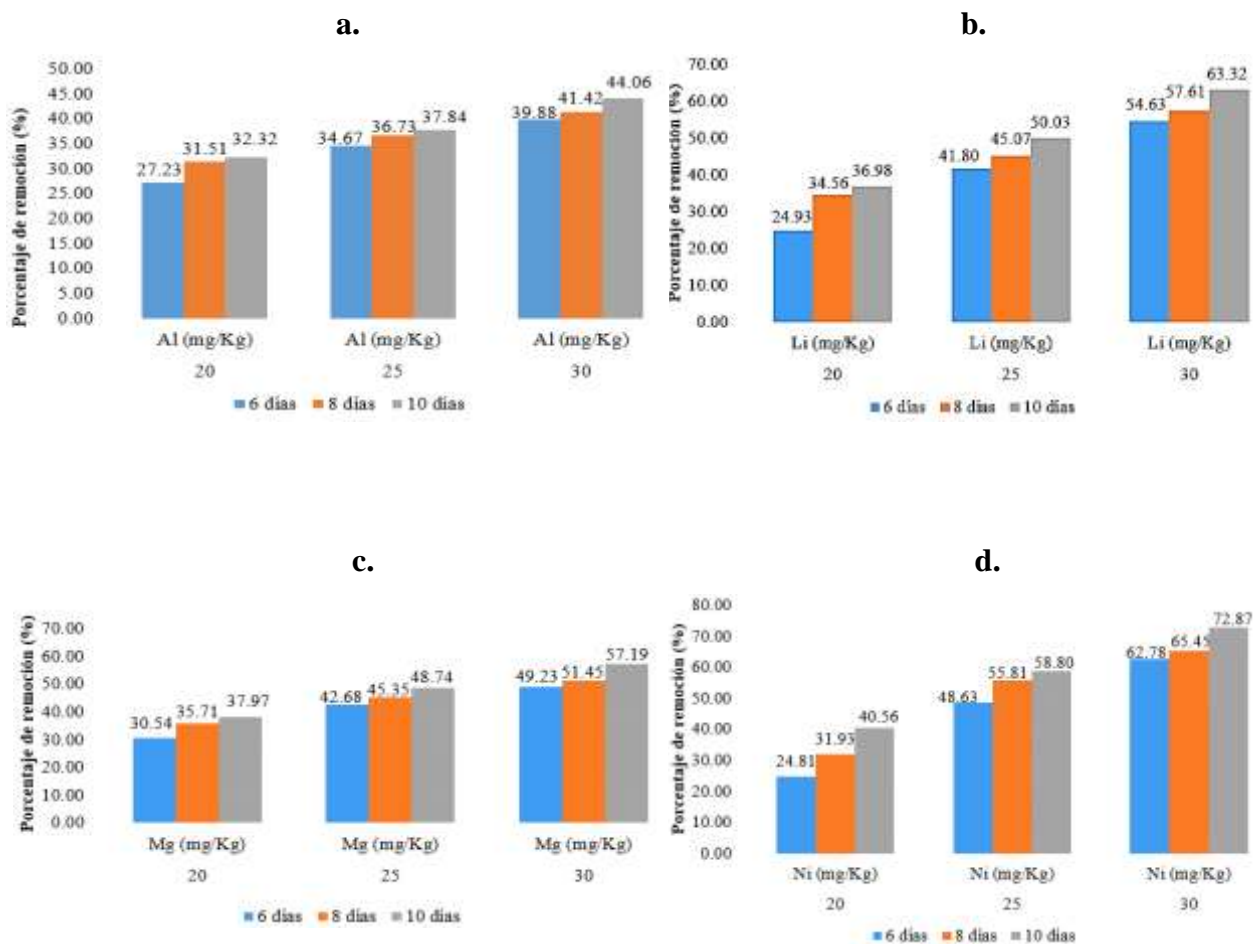 a.
Porcentaje de remoción (%)
50.00
45.00
40.00
35.00
30.00
25.00
20.00
15.00
10.00
5.00
0.00
27.23 31.51 32.32
34.67 36.73 37.84
39.88 41.42 44.06
Al (mg/Kg) Al (mg/Kg) Al (mg/Kg)
20 25 30
6 días 8 días 10 días
b.
Porcentaje de remoción (%)
70.00
60.00
50.00
40.00
30.00
20.00
10.00
0.00
24.93 34.56 36.98
41.80 45.07 50.03
54.63 57.61 63.32
Li (mg/Kg) Li (mg/Kg) Li (mg/Kg)
20 25 30
6 días 8 días 10 días
c.
Porcentaje de remoción (%)
70.00
60.00
50.00
40.00
30.00
20.00
10.00
0.00
30.54 35.71 37.97
42.68 45.35 48.74
49.23 51.45 57.19
Mg (mg/Kg) Mg (mg/Kg) Mg (mg/Kg)
20 25 30
6 días 8 días 10 días
d.
Porcentaje de remoción (%)
80.00
70.00
60.00
50.00
40.00
30.00
20.00
10.00
0.00
24.81 31.93 40.56
48.63 55.81 58.80
62.78 65.45 72.87
Ni (mg/Kg) Ni (mg/Kg) Ni (mg/Kg)
20 25 30
6 días 8 días 10 días